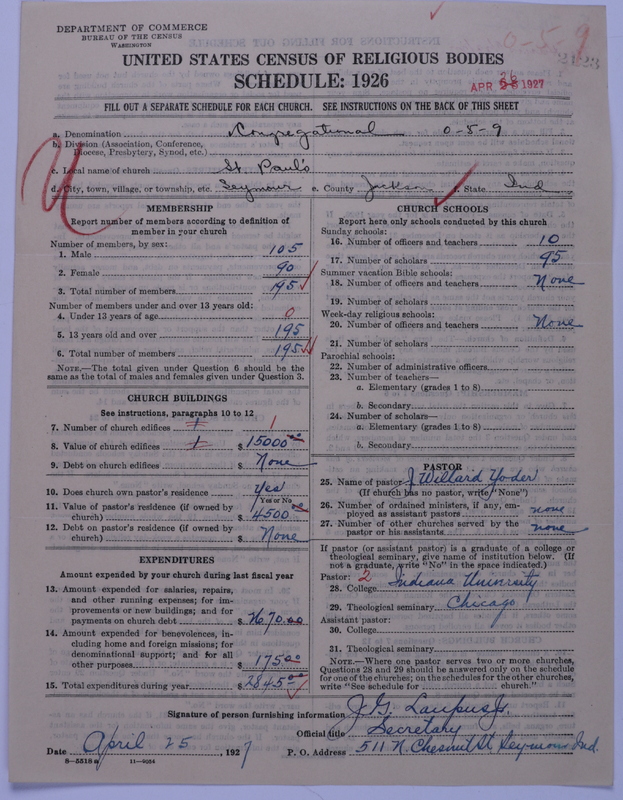 DEPARTMENT OF COMMERCE
BUREAU OF THE CENSUS
WASHINGTON
0-5-9
UNITED STATES CENSUS OF RELIGIOUS BODIES
SCHEDULE: 1926
APR 26 1927
FILL OUT A SEPARATE SCHEDULE FOR EACH CHURCH. SEE INSTRUCTIONS ON THE BACK OF THIS SHEET
a. Denomination Congregational 0-5-9
b. Division (Association, Conference,
Diocese, Presbytery, Synod, etc.)
c. Local name of church St. Paul's
d. City, town, village, or township, etc. Seymour e. County Jackson f. State Ind
MEMBERSHIP
Report number of members according to definition of
member in your church
Number of members, by sex:
1. Male 105
2. Female 90
3. Total number of members 195
Number of members under and over 13 years old:
4. Under 13 years of age 0
5. 13 years old and over 195
6. Total number of members 195
NOTE.—The total given under Question 6 should be
same as the total of males and females given under Question 3.
CHURCH BUILDINGS
See instructions, paragraphs 10 to 12
7. Number of church edifices 1 1
8. Value of church edifices 1 $ 15000.00
9. Debt on church edifices $ None
10. Does church own pastor's residence Yes
Yes or No
11. Value of pastor's residence (if owned by
church) $ 4500
12. Debt on pastor's residence (if owned by
church) $ None
EXPENDITURES
Amount expended by your church during last fiscal year
13. Amount expended for salaries, repairs,
and other running expenses; for im-
provements or new buildings; and for
payments on church debt $ 2670.00
14. Amount expended for benevolences, in-
cluding home and foreign missions; for
denominational support; and for all
other purposes $ 175.00
15. Total expenditures during year $ 2845.00
CHURCH SCHOOLS
Report here only schools conducted by this church
Sunday schools:
16. Number of officers and teachers 10
17. Number of scholars 95
Summer vacation Bible schools:
18. Number of officers and teachers None
19. Number of scholars
Week-day religious schools:
20. Number of officers and teachers None
21. Number of scholars
Parochial schools:
22. Number of administrative officers
23. Number of teachers—
a. Elementary (grades 1 to 8)
b. Secondary
24. Number of scholars—
a. Elementary (grades 1 to 8)
b. Secondary
PASTOR
25. Name of pastor J. Willard Yoder
(If church has no pastor, write "None")
26. Number of ordained ministers, if any, em-
ployed as assistant pastors none
27. Number of other churches served by the
pastor or his assistants none
If pastor (or assistant pastor) is a graduate of a college or
theological seminary, give name of institution below. (If
not a graduate, write "No" in the space indicated.)
Pastor: 2
28. College Indiana University
29. Theological seminary Chicago
Assistant pastor:
30. College
31. Theological seminary
NOTE.—Where one pastor serves two or more churches,
Questions 28 and 29 should be answered only on the schedule
for one of the churches; on the schedules for the other churches,
write "See schedule for church."
Signature of person furnishing information J. G. Laupus Jr.
Official title Secretary
Date April 25, 1927 P. O. Address 511 N. Chesnut St Seymour Ind.
8-5518 11-4054